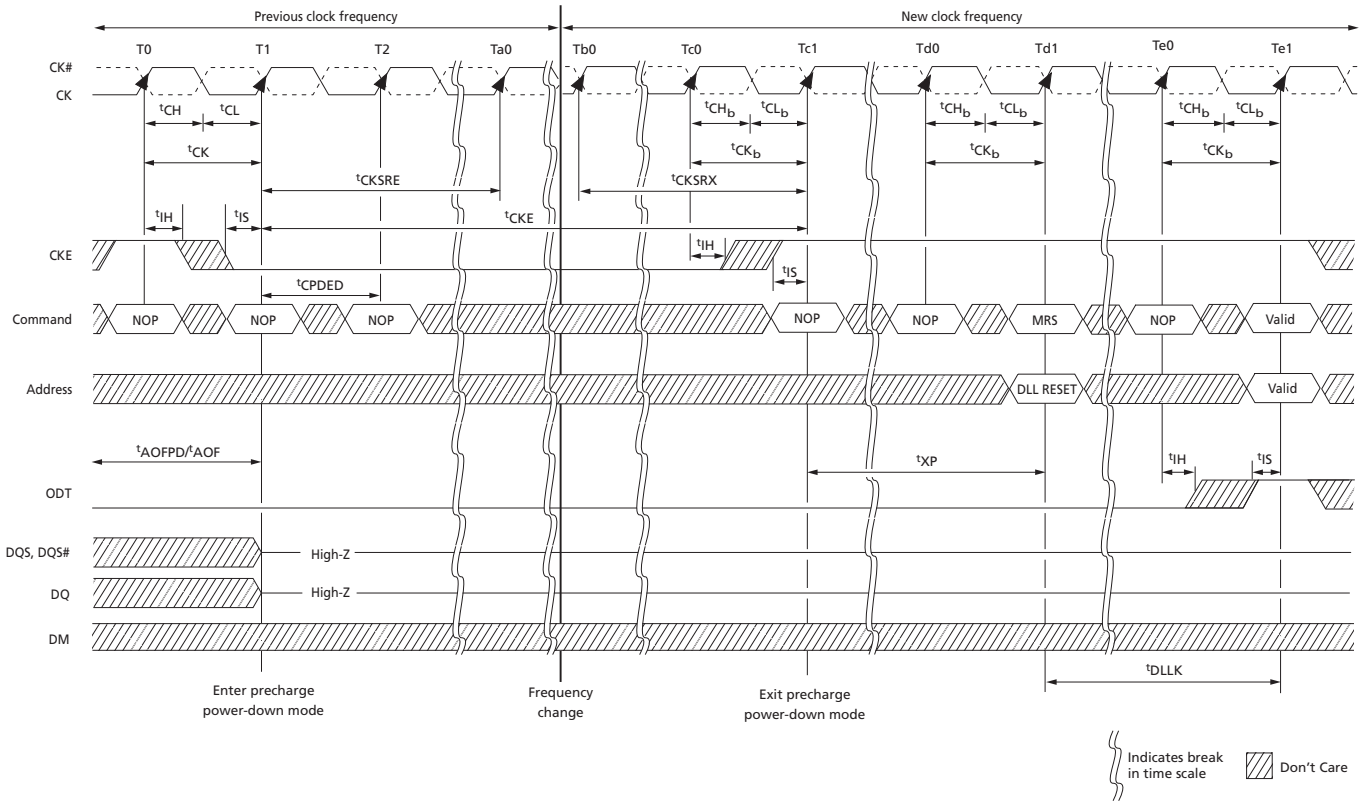 Previous clock frequency New clock frequency
T0 T1 T2 Ta0 Tb0 Tc0 Tc1 Td0 Td1 Te0 Te1
CK#
CK
tCH tCL tCHb tCLb tCHb tCLb tCHb tCLb
tCK tCKb tCKb tCKb
tCKSRE tCKSRX
tIH tIS tCKE
CKE tIH
tIS
tCPDED
Command NOP NOP NOP NOP NOP MRS NOP Valid
Address DLL RESET Valid
tAOFPD/tAOF tXP tIH tIS
ODT
DQS, DQS# High-Z
DQ High-Z
DM
tDLLK
Enter precharge
power-down mode
Frequency
change
Exit precharge
power-down mode
Indicates break
in time scale
Don't Care